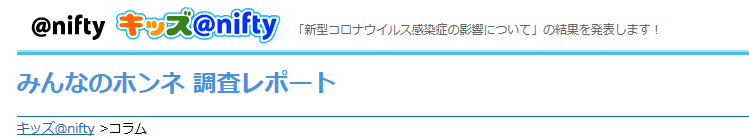 @nifty キッズ@nifty 「新型コロナウイルス感染症の影響について」の結果を発表します！
みんなのホンネ 調査レポート
キッズ@nifty >コラム